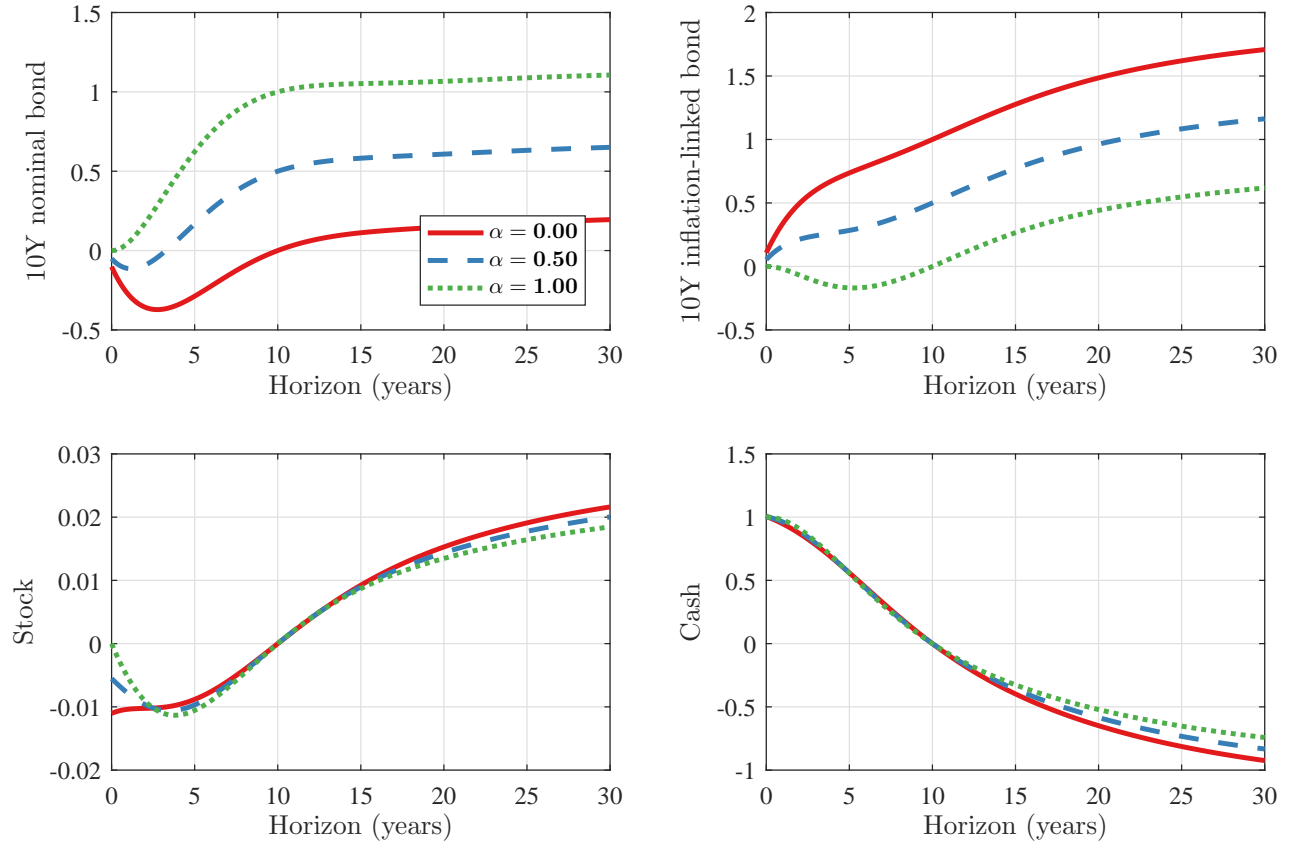 10Y nominal bond
1.5
1
0.5
0
-0.5
0 5 10 15 20 25 30
Horizon (years)
α = 0.00
α = 0.50
α = 1.00
10Y inflation-linked bond
2
1.5
1
0.5
0
-0.5
0 5 10 15 20 25 30
Horizon (years)
Stock
0.03
0.02
0.01
0
-0.01
-0.02
0 5 10 15 20 25 30
Horizon (years)
Cash
1.5
1
0.5
0
-0.5
-1
0 5 10 15 20 25 30
Horizon (years)